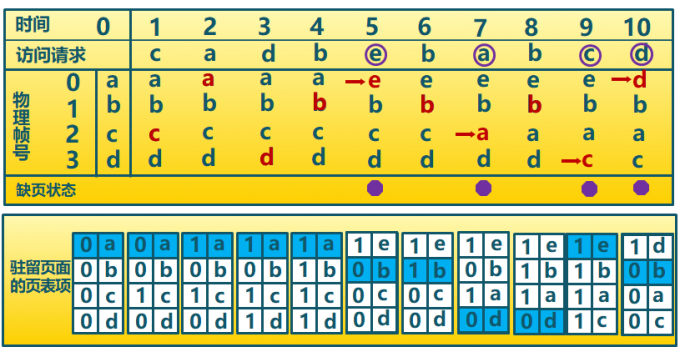 时间 0 1 2 3 4 5 6 7 8 9 10
访问请求 c a d b e b a b c d
物理帧号
0 a a a a a →e e e e e →d
1 b b b b b b b b b b b
2 c c c c c c c →a a a a
3 d d d d d d d d d →c c
缺页状态
驻留页面的页表项
0 a 0 a 1 a 1 a 1 a 1 e 1 e 1 e 1 e 1 e 1 d
0 b 0 b 0 b 0 b 1 b 0 b 1 b 0 b 1 b 1 b 0 b
0 c 1 c 1 c 1 c 1 c 0 c 0 c 1 a 1 a 1 a 0 a
0 d 0 d 0 d 1 d 1 d 0 d 0 d 0 d 0 d 1 c 0 c